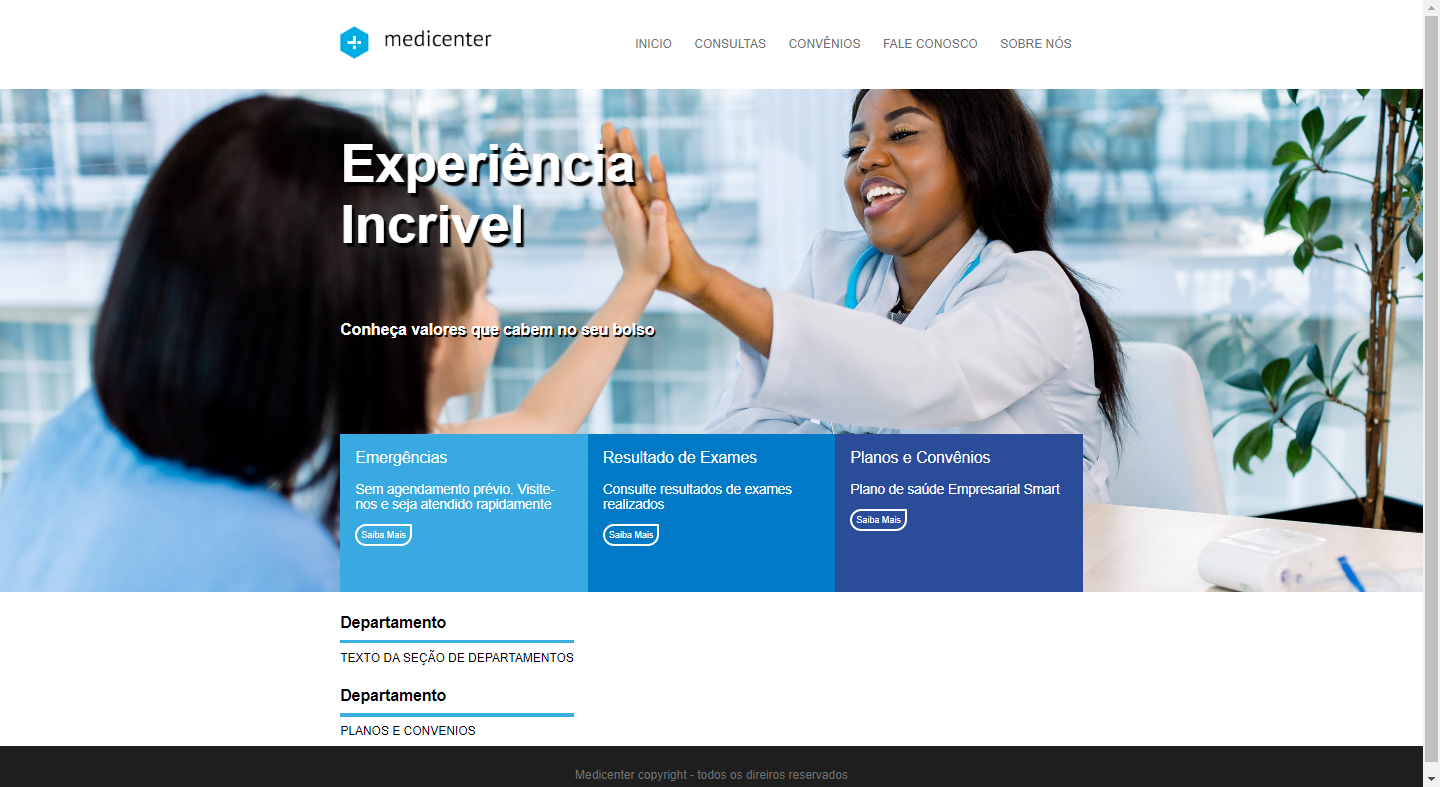 medicenter
INICIO CONSULTAS CONVÊNIOS FALE CONOSCO SOBRE NÓS
Experiência
Incrivel
Conheça valores que cabem no seu bolso
Emergências
Sem agendamento prévio. Visite-
nos e seja atendido rapidamente
Saiba Mais
Resultado de Exames
Consulte resultados de exames
realizados
Saiba Mais
Planos e Convênios
Plano de saúde Empresarial Smart
Saiba Mais
Departamento
TEXTO DA SEÇÃO DE DEPARTAMENTOS
Departamento
PLANOS E CONVENIOS
Medicenter copyright - todos os direiros reservados